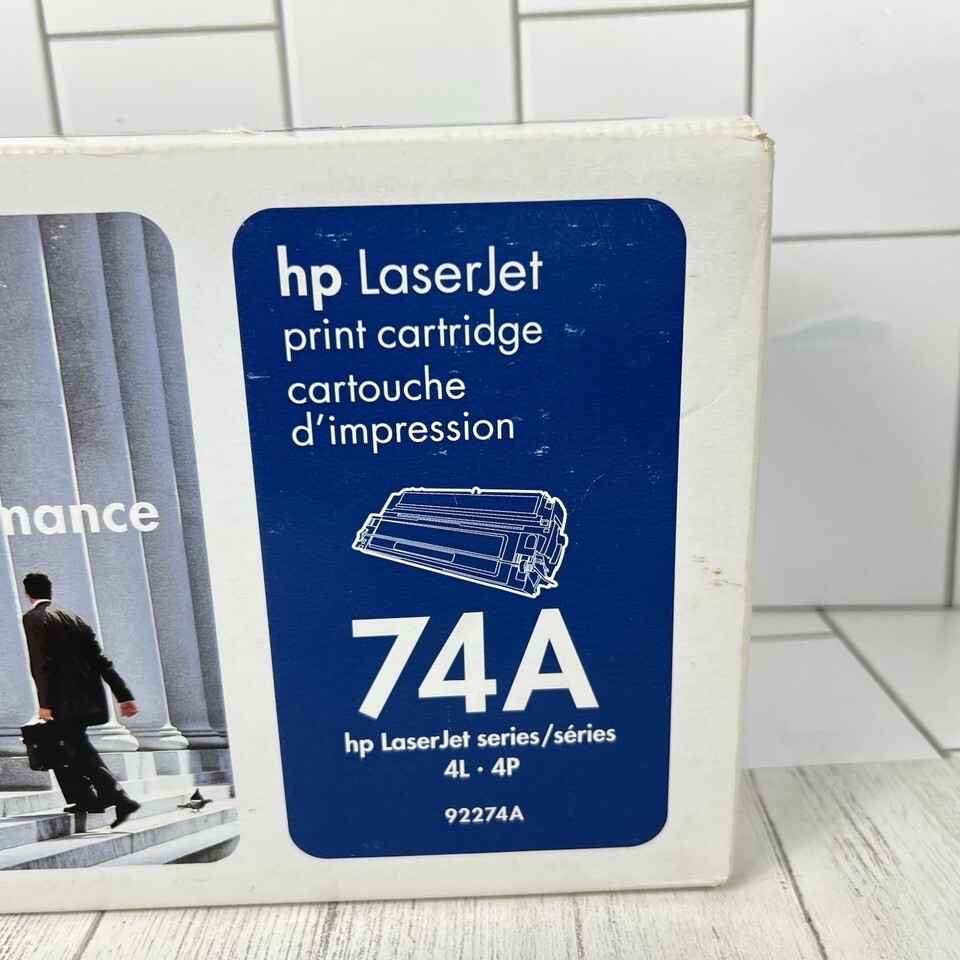 mance
hp LaserJet
print cartridge
cartouche
d'impression
74A
hp LaserJet series/séries
4L · 4P
92274A